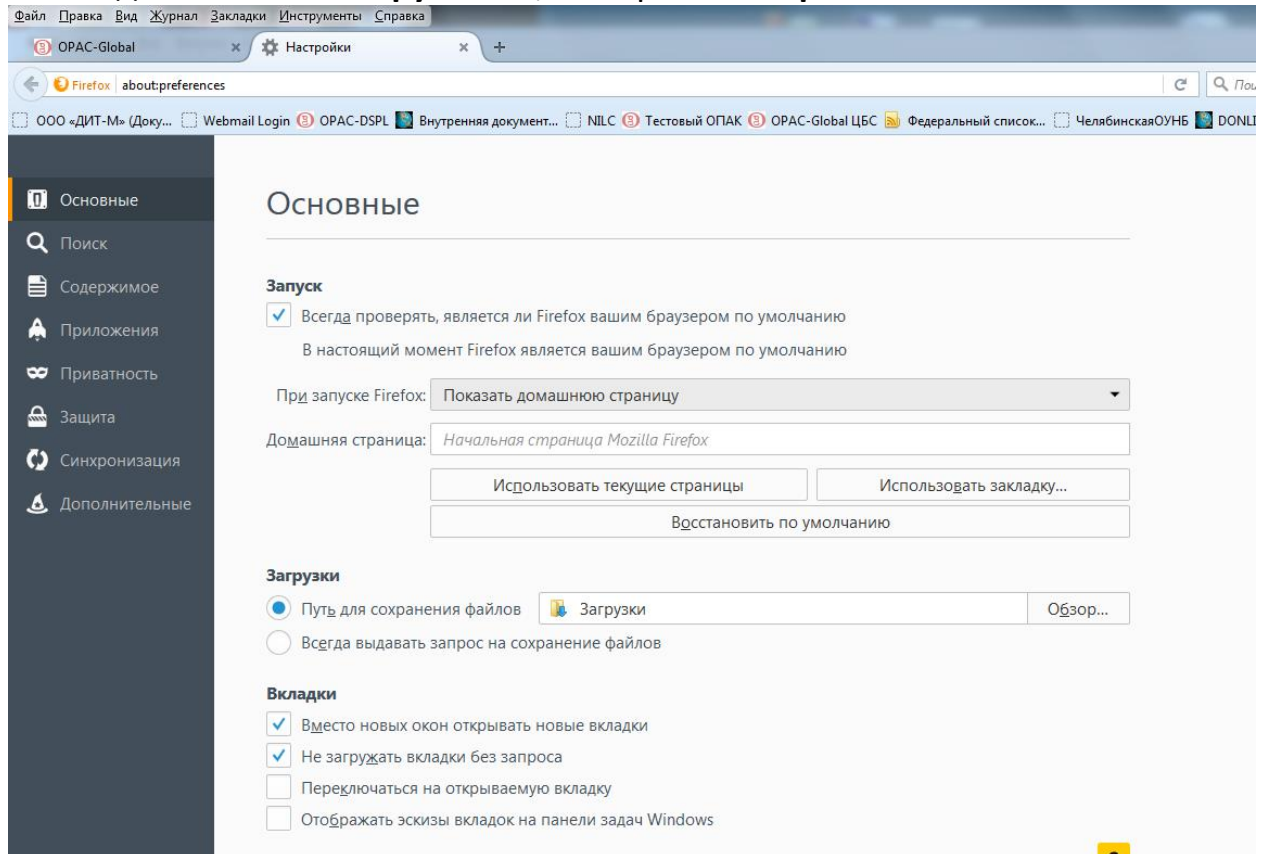 Файл Правка Вид Журнал Закладки Инструменты Справка
OPAC-Global × Настройки × +
Firefox about:preferences
ООО «ДИТ-М» (Доку... Webmail Login OPAC-DSPL Внутренняя документ... NILC Тестовый ОПАК OPAC-Global ЦБС Федеральный список... ЧелябинскаяОУНБ
Основные
Поиск
Содержимое
Приложения
Приватность
Защита
Синхронизация
Дополнительные
Основные
Запуск
Всегда проверять, является ли Firefox вашим браузером по умолчанию
В настоящий момент Firefox является вашим браузером по умолчанию
При запуске Firefox: Показать домашнюю страницу
Домашняя страница: Начальная страница Mozilla Firefox
Использовать текущие страницы Использовать закладку...
Восстановить по умолчанию
Загрузки
Путь для сохранения файлов Загрузки Обзор...
Всегда выдавать запрос на сохранение файлов
Вкладки
Вместо новых окон открывать новые вкладки
Не загружать вкладки без запроса
Переключаться на открываемую вкладку
Отображать эскизы вкладок на панели задач Windows